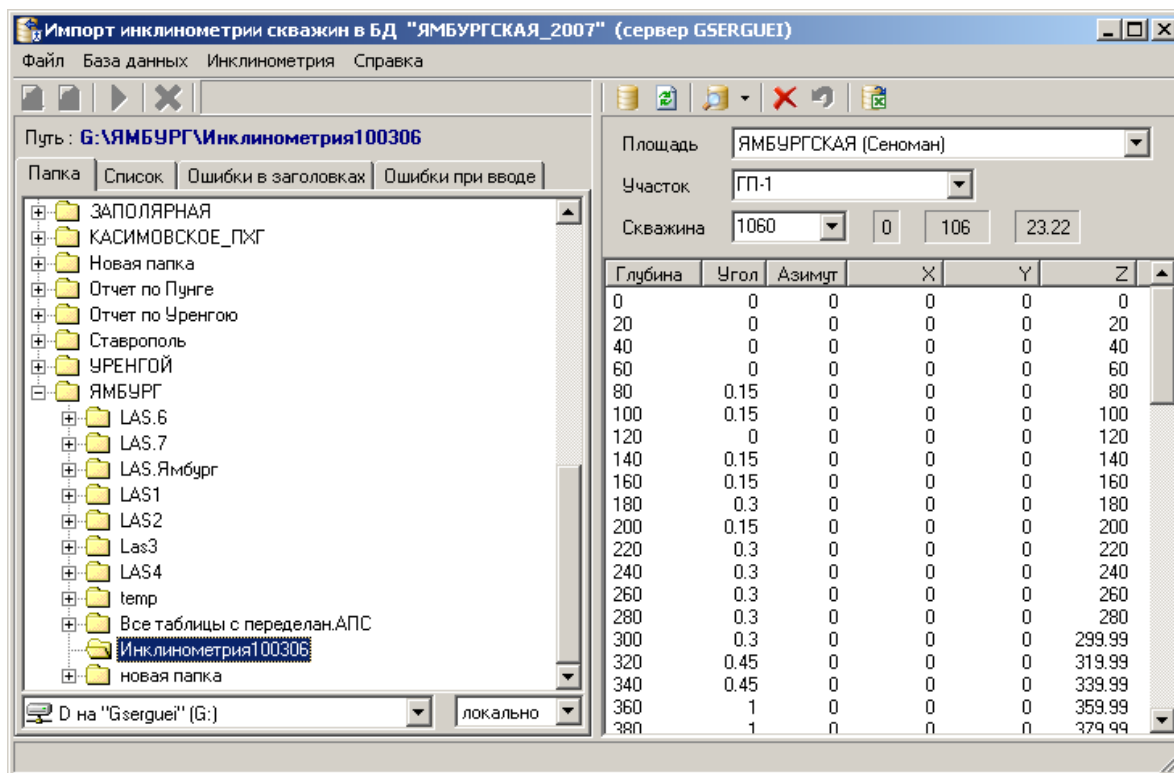 Импорт инклинометрии скважин в БД "ЯМБУРГСКАЯ_2007" (сервер GSERGUEI)
Файл База данных Инклинометрия Справка
Путь : G:\ЯМБУРГ\Инклинометрия100306
Папка Список Ошибки в заголовках Ошибки при вводе
ЗАПОЛЯРНАЯ
КАСИМОВСКОЕ_ПХГ
Новая папка
Отчет по Пунге
Отчет по Уренгою
Ставрополь
УРЕНГОЙ
ЯМБУРГ
LAS.6
LAS.7
LAS.Ямбург
LAS1
LAS2
Las3
LAS4
temp
Все таблицы с переделан.АПС
Инклинометрия100306
новая папка
D на "Gserguei" (G:) локально
Площадь ЯМБУРГСКАЯ (Сеноман)
Участок ГП-1
Скважина 1060 0 106 23.22
Глубина Угол Азимут X Y Z
0 0 0 0 0 0
20 0 0 0 0 20
40 0 0 0 0 40
60 0 0 0 0 60
80 0.15 0 0 0 80
100 0.15 0 0 0 100
120 0 0 0 0 120
140 0.15 0 0 0 140
160 0.15 0 0 0 160
180 0.3 0 0 0 180
200 0.15 0 0 0 200
220 0.3 0 0 0 220
240 0.3 0 0 0 240
260 0.3 0 0 0 260
280 0.3 0 0 0 280
300 0.3 0 0 0 299.99
320 0.45 0 0 0 319.99
340 0.45 0 0 0 339.99
360 1 0 0 0 359.99
380 1 0 0 0 379.99